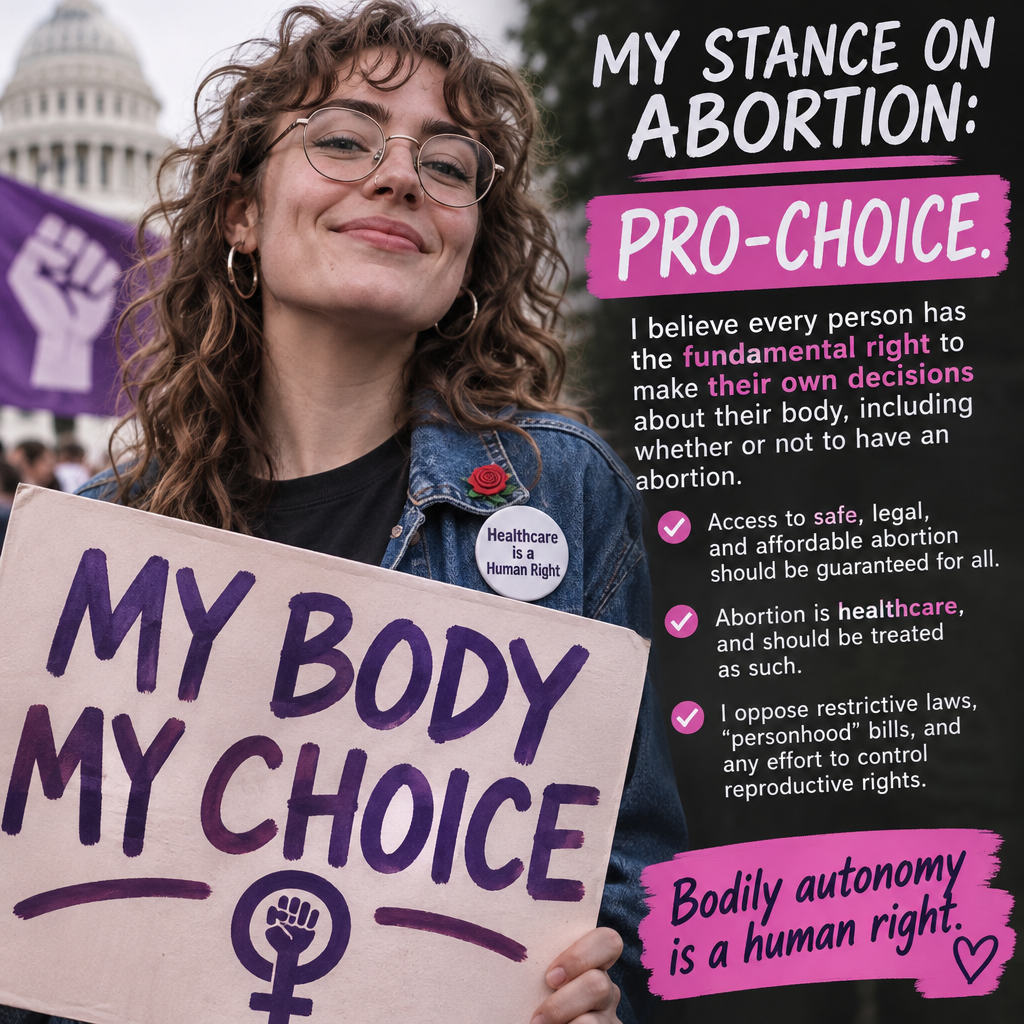 MY STANCE ON
ABORTION:
PRO-CHOICE.
I believe every person has
the fundamental right to
make their own decisions
about their body, including
whether or not to have an
abortion.
Access to safe, legal,
and affordable abortion
should be guaranteed for all.
Abortion is healthcare,
and should be treated
as such.
I oppose restrictive laws,
“personhood” bills, and
any effort to control
reproductive rights.
Bodily autonomy
is a human right.
Healthcare
is a
Human Right
MY BODY
MY CHOICE